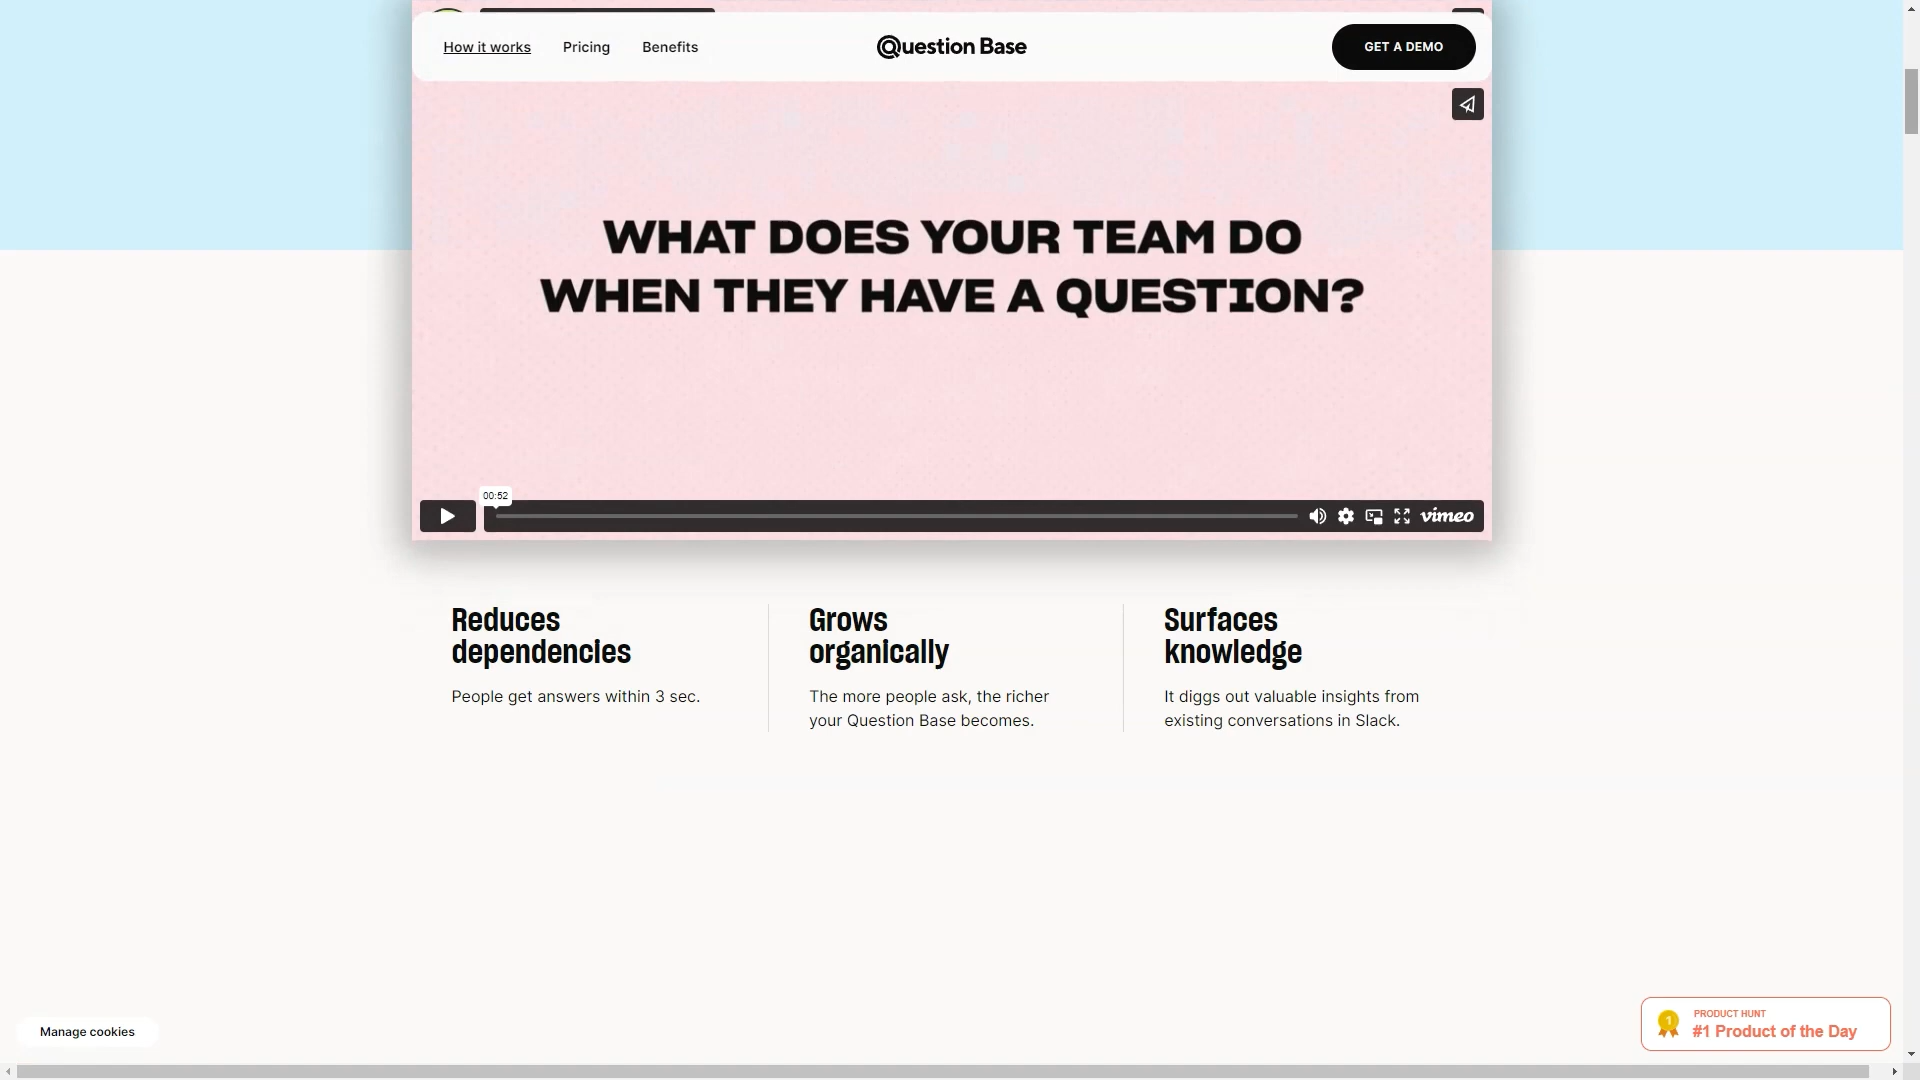 How it works
Pricing
Benefits
Question Base
GET A DEMO
WHAT DOES YOUR TEAM DO
WHEN THEY HAVE A QUESTION?
00:52
vimeo
Reduces
dependencies
People get answers within 3 sec.
Grows
organically
The more people ask, the richer
your Question Base becomes.
Surfaces
knowledge
It diggs out valuable insights from
existing conversations in Slack.
Manage cookies
1
PRODUCT HUNT
#1 Product of the Day